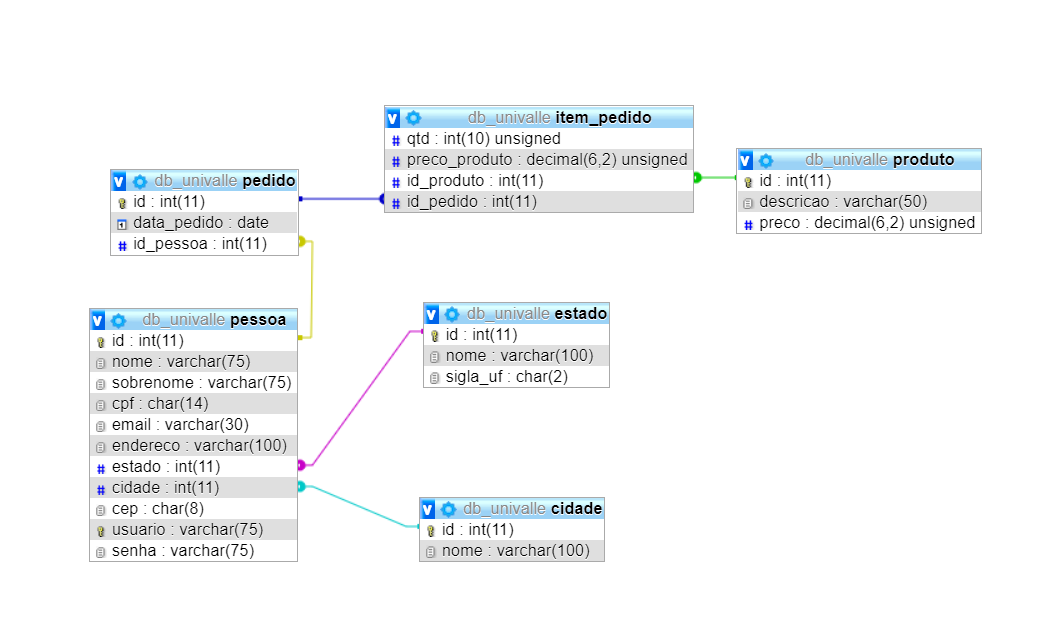 db_univalle item_pedido
qtd : int(10) unsigned
preco_produto : decimal(6,2) unsigned
id_produto : int(11)
id_pedido : int(11)
db_univalle produto
id : int(11)
descricao : varchar(50)
preco : decimal(6,2) unsigned
db_univalle pedido
id : int(11)
data_pedido : date
id_pessoa : int(11)
db_univalle pessoa
id : int(11)
nome : varchar(75)
sobrenome : varchar(75)
cpf : char(14)
email : varchar(30)
endereco : varchar(100)
estado : int(11)
cidade : int(11)
cep : char(8)
usuario : varchar(75)
senha : varchar(75)
db_univalle estado
id : int(11)
nome : varchar(100)
sigla_uf : char(2)
db_univalle cidade
id : int(11)
nome : varchar(100)